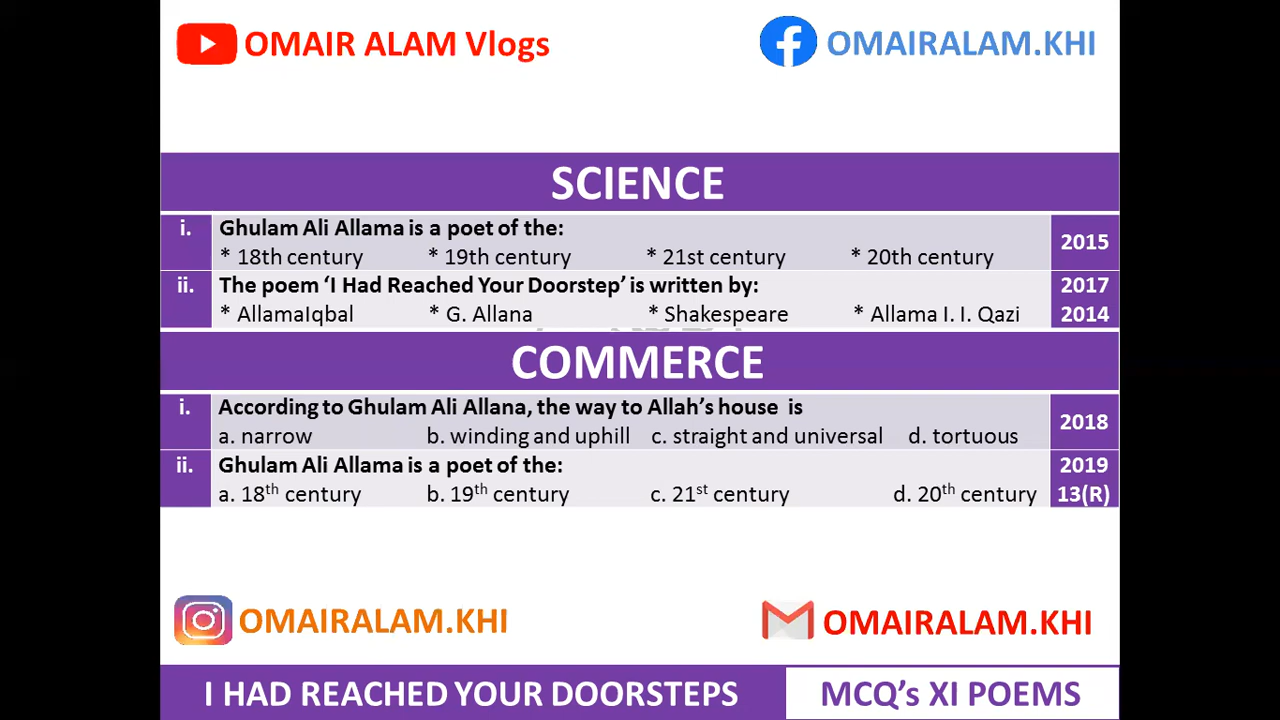 OMAIR ALAM Vlogs
OMAIRALAM.KHI
SCIENCE
i. Ghulam Ali Allama is a poet of the: 2015
* 18th century * 19th century * 21st century * 20th century
ii. The poem ‘I Had Reached Your Doorstep’ is written by: 2017
* AllamaIqbal * G. Allana * Shakespeare * Allama I. I. Qazi 2014
COMMERCE
i. According to Ghulam Ali Allana, the way to Allah’s house is 2018
a. narrow b. winding and uphill c. straight and universal d. tortuous
ii. Ghulam Ali Allama is a poet of the: 2019
a. 18th century b. 19th century c. 21st century d. 20th century 13(R)
OMAIRALAM.KHI
OMAIRALAM.KHI
I HAD REACHED YOUR DOORSTEPS
MCQ’s XI POEMS